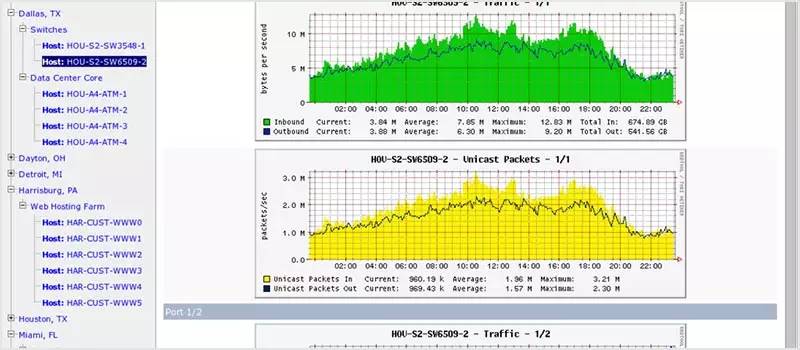 Dallas, TX
Switches
Host: HOU-S2-SW3548-1
Host: HOU-S2-SW6509-2
Data Center Core
Host: HOU-A4-ATM-1
Host: HOU-A4-ATM-2
Host: HOU-A4-ATM-3
Host: HOU-A4-ATM-4
Dayton, OH
Detroit, MI
Harrisburg, PA
Web Hosting Farm
Host: HAR-CUST-WWW0
Host: HAR-CUST-WWW1
Host: HAR-CUST-WWW2
Host: HAR-CUST-WWW3
Host: HAR-CUST-WWW4
Host: HAR-CUST-WWW5
Houston, TX
Miami, FL
HOU-S2-SW6509-2 - Traffic - 1/1
bytes per second
10 M
5 M
0
02:00 04:00 06:00 08:00 10:00 12:00 14:00 16:00 18:00 20:00 22:00
Inbound Current: 3.84 M Average: 7.85 M Maximum: 12.83 M Total In: 674.89 GB
Outbound Current: 3.88 M Average: 6.30 M Maximum: 9.20 M Total Out: 541.56 GB
HOU-S2-SW6509-2 - Unicast Packets - 1/1
packets/sec
3.0 M
2.0 M
1.0 M
0.0
02:00 04:00 06:00 08:00 10:00 12:00 14:00 16:00 18:00 20:00 22:00
Unicast Packets In Current: 960.19 k Average: 1.96 M Maximum: 3.21 M
Unicast Packets Out Current: 969.43 k Average: 1.57 M Maximum: 2.30 M
Port 1/2
HOU-S2-SW6509-2 - Traffic - 1/2